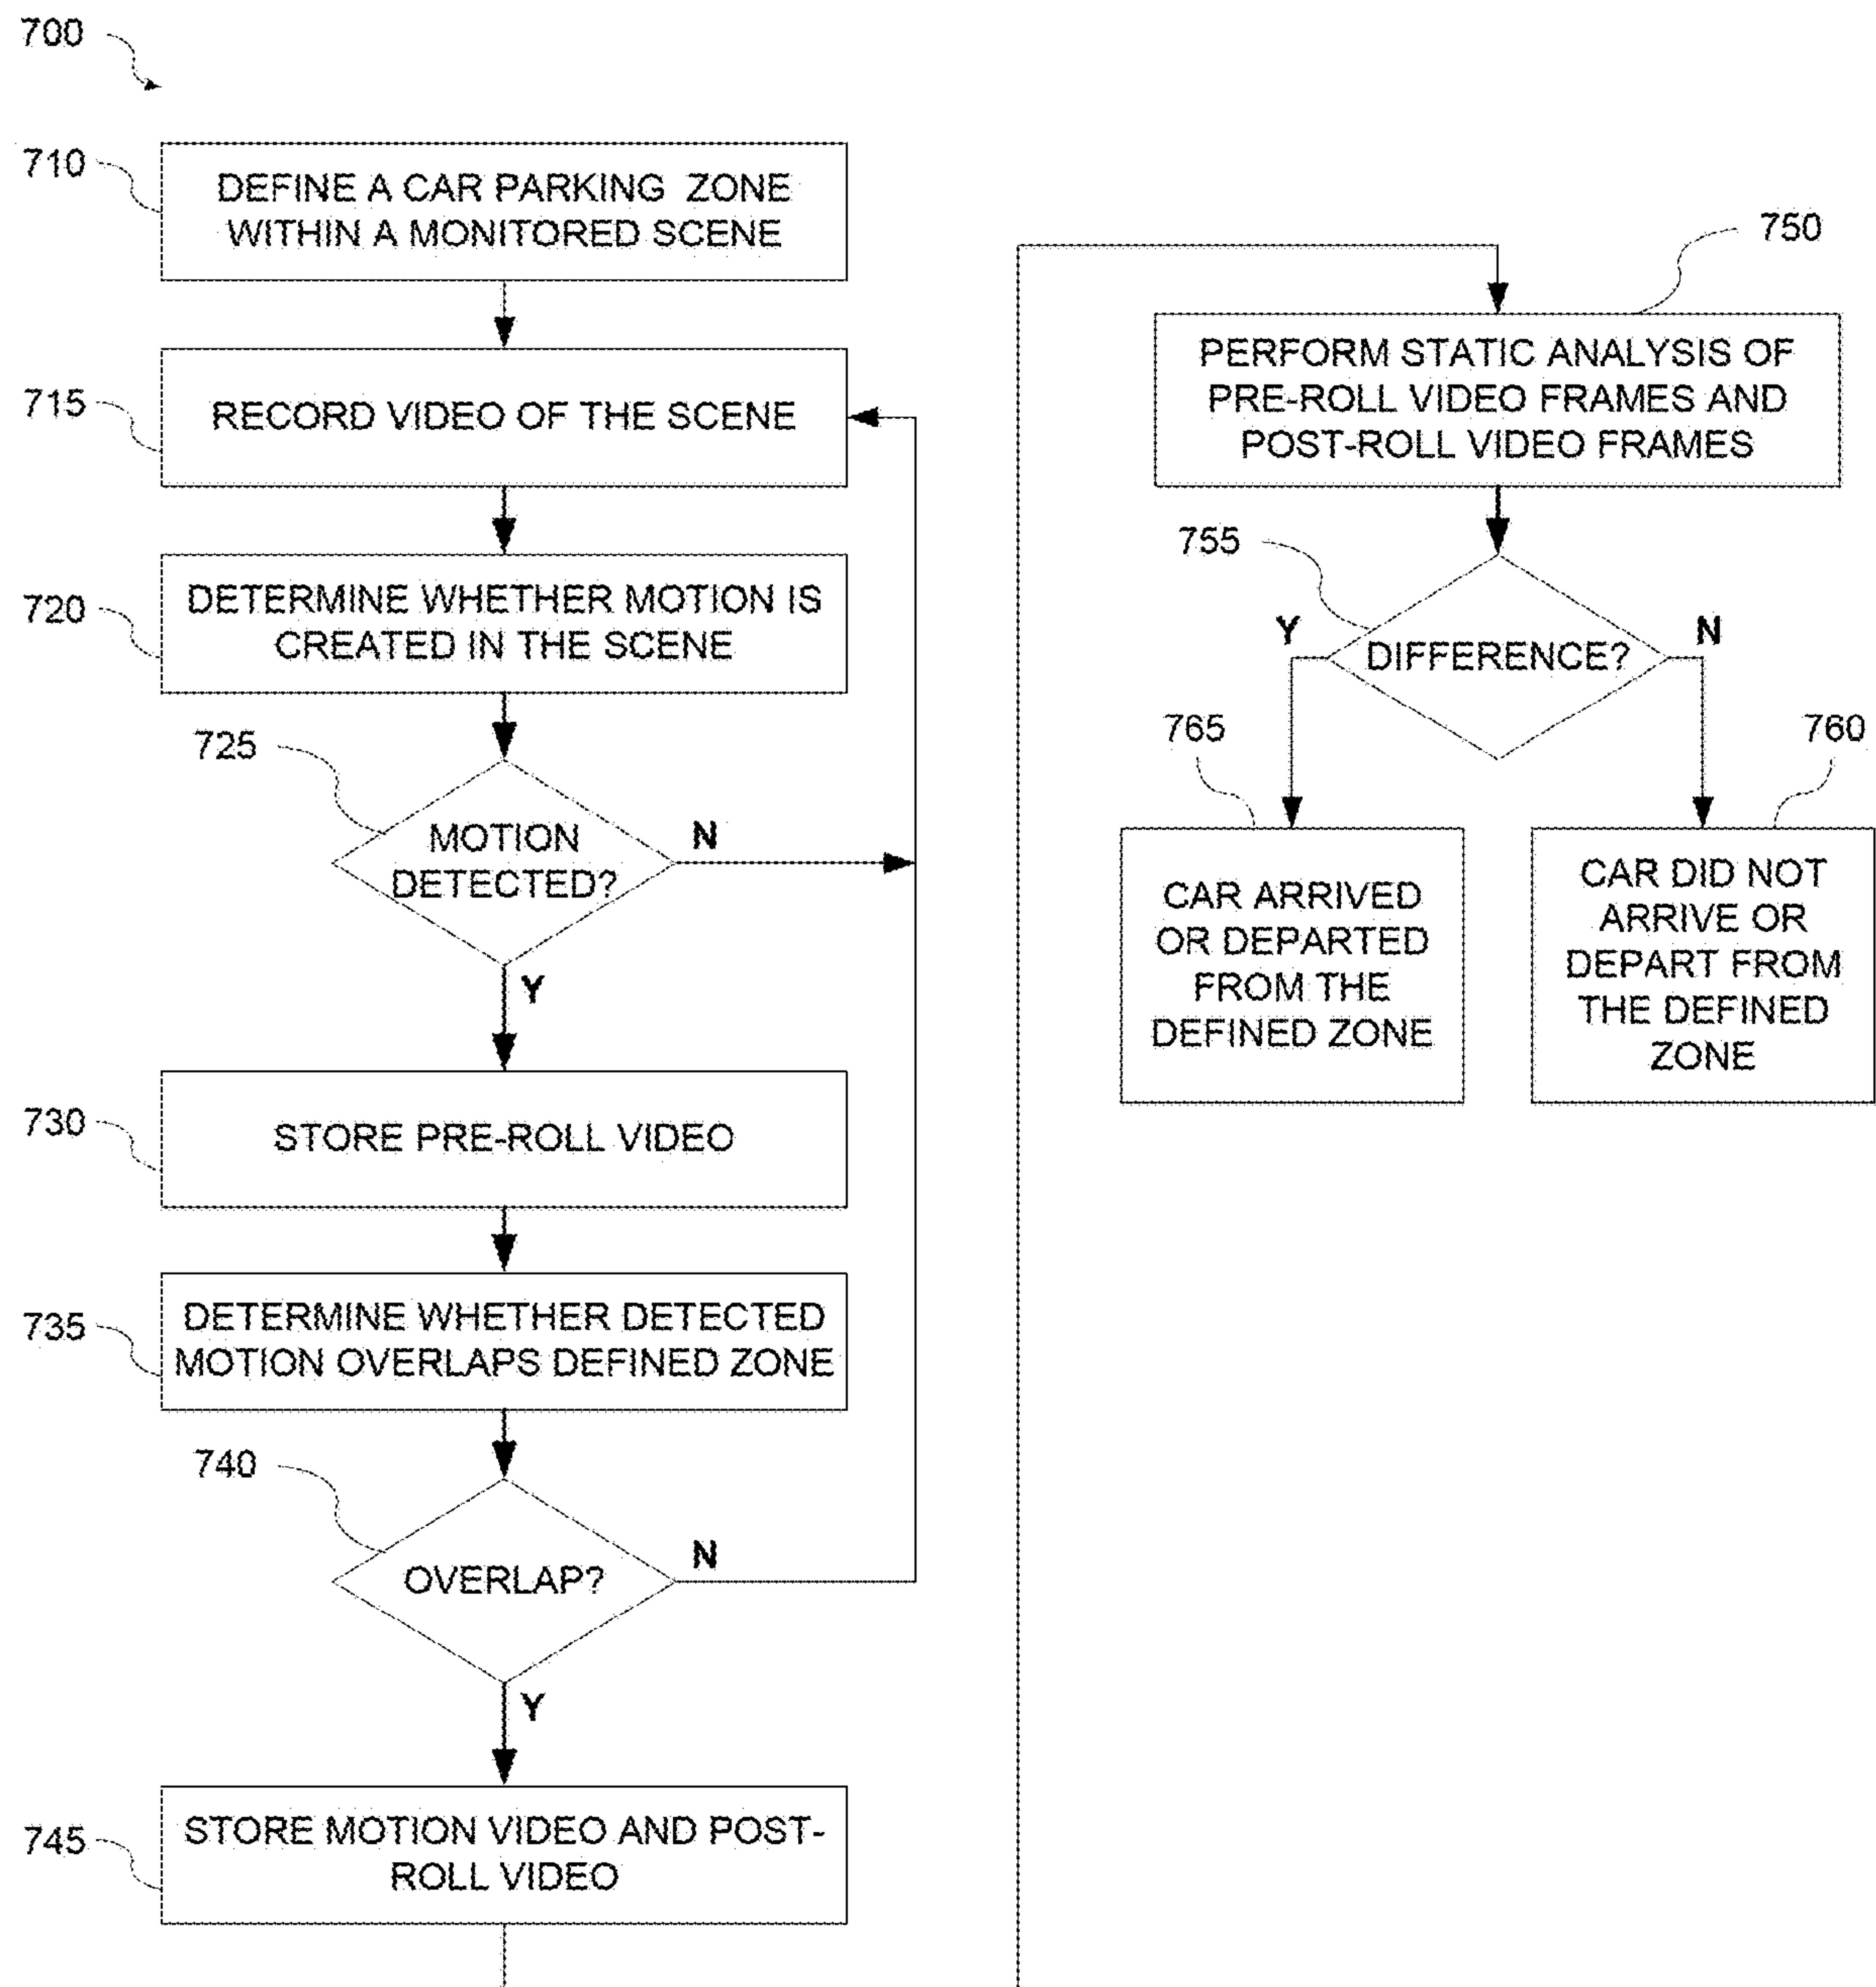 700
710
DEFINE A CAR PARKING ZONE
WITHIN A MONITORED SCENE
715
RECORD VIDEO OF THE SCENE
720
DETERMINE WHETHER MOTION IS
CREATED IN THE SCENE
725
MOTION
DETECTED?
N
Y
730
STORE PRE-ROLL VIDEO
735
DETERMINE WHETHER DETECTED
MOTION OVERLAPS DEFINED ZONE
740
OVERLAP?
N
Y
745
STORE MOTION VIDEO AND POST-
ROLL VIDEO
750
PERFORM STATIC ANALYSIS OF
PRE-ROLL VIDEO FRAMES AND
POST-ROLL VIDEO FRAMES
755
DIFFERENCE?
Y
N
765
CAR ARRIVED
OR DEPARTED
FROM THE
DEFINED ZONE
760
CAR DID NOT
ARRIVE OR
DEPART FROM
THE DEFINED
ZONE